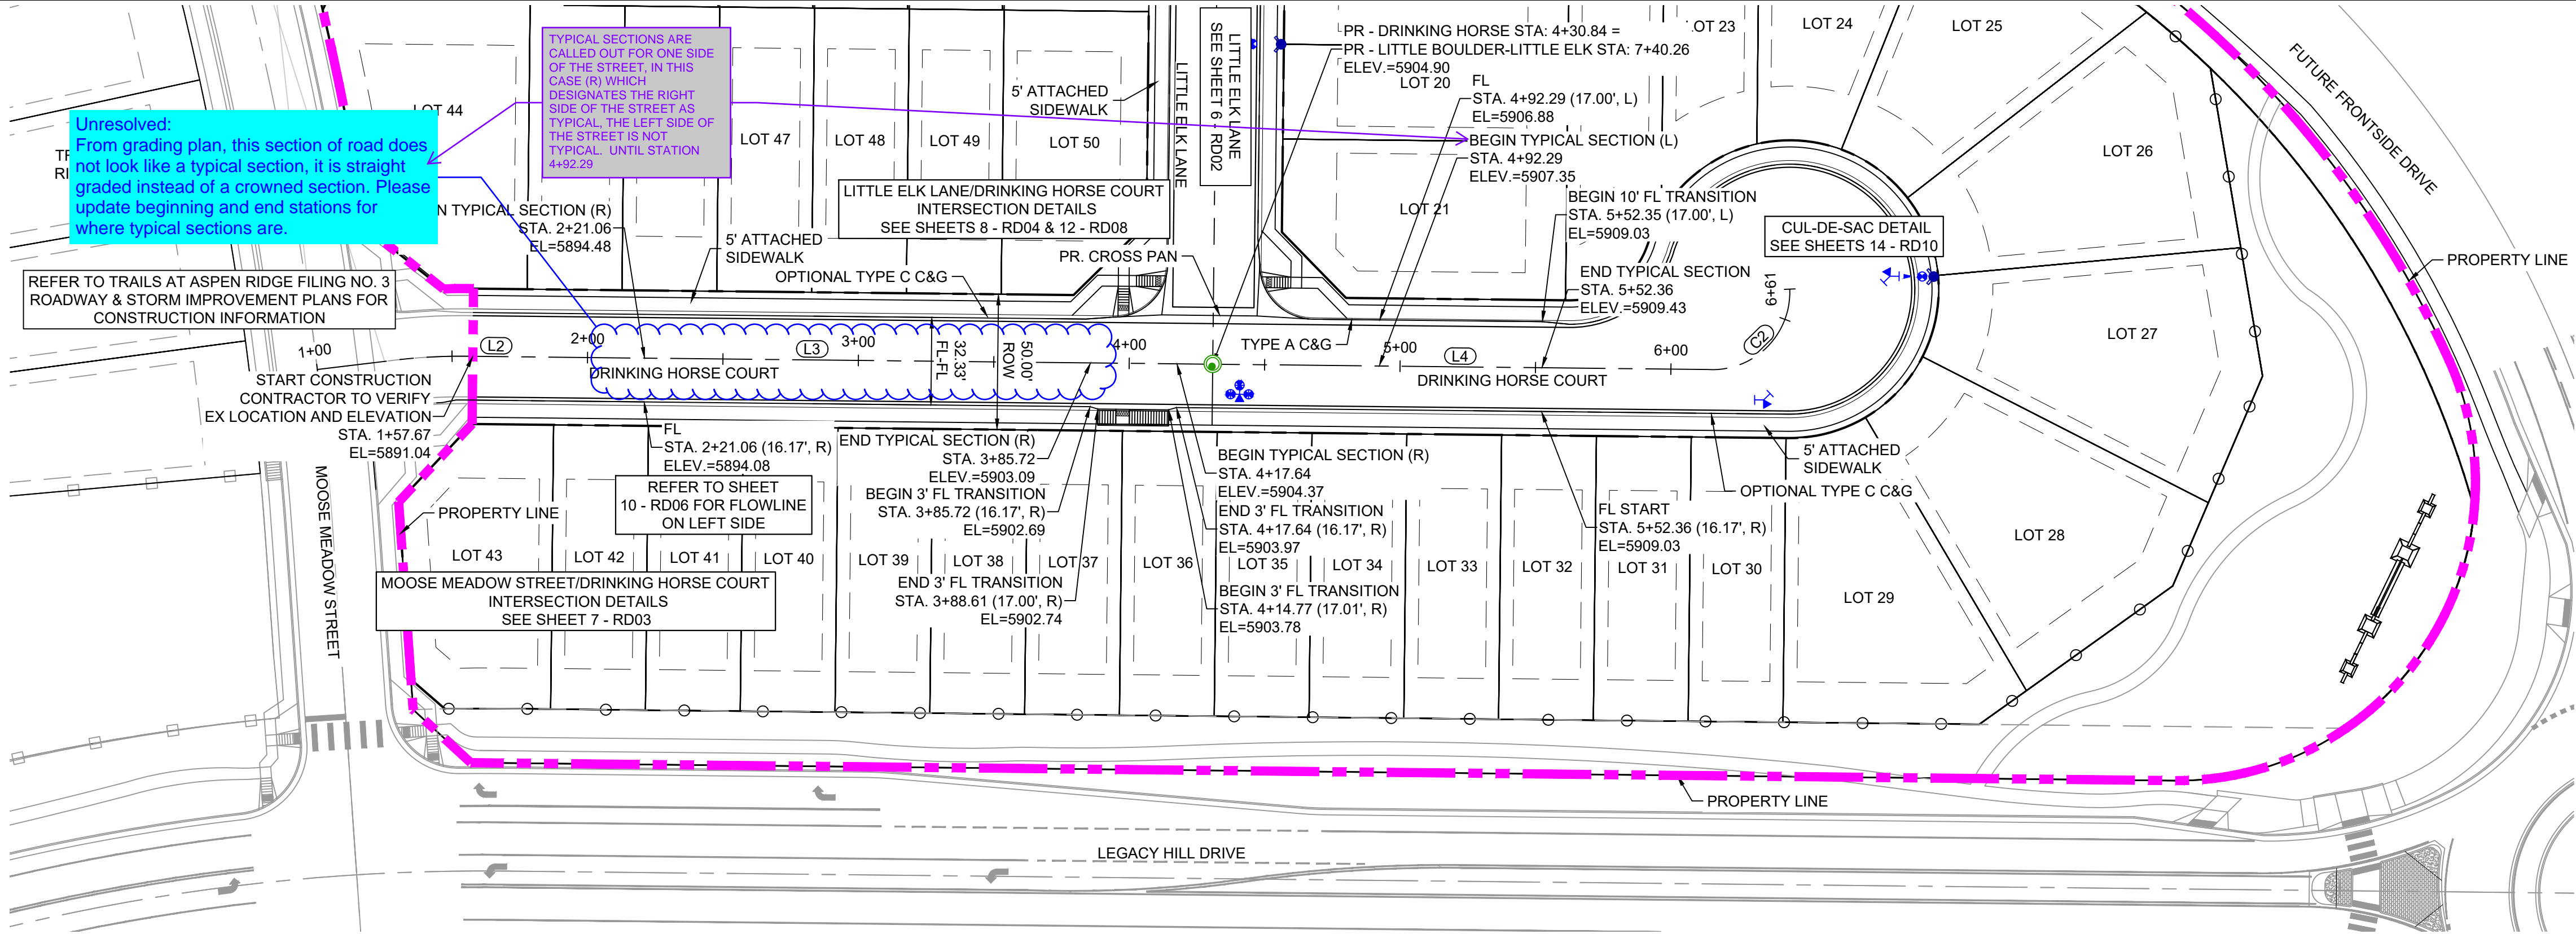 TYPICAL SECTIONS ARE
CALLED OUT FOR ONE SIDE
OF THE STREET, IN THIS
CASE (R) WHICH
DESIGNATES THE RIGHT
SIDE OF THE STREET AS
TYPICAL, THE LEFT SIDE OF
THE STREET IS NOT
TYPICAL.  UNTIL STATION
4+92.29
Unresolved:
From grading plan, this section of road does
not look like a typical section, it is straight
graded instead of a crowned section. Please
update beginning and end stations for
where typical sections are.
LOT 44
LOT 47
LOT 48
LOT 49
LOT 50
5' ATTACHED
SIDEWALK
LITTLE ELK LANE
LITTLE ELK LANE
SEE SHEET 6 - RD02
PR - DRINKING HORSE STA: 4+30.84 =
PR - LITTLE BOULDER-LITTLE ELK STA: 7+40.26
ELEV.=5904.90
LOT 20
FL
STA. 4+92.29 (17.00', L)
EL=5906.88
BEGIN TYPICAL SECTION (L)
STA. 4+92.29
ELEV.=5907.35
LOT 21
LOT 23
LOT 24
LOT 25
LOT 26
LOT 27
LOT 28
LOT 29
FUTURE FRONTSIDE DRIVE
PROPERTY LINE
BEGIN 10' FL TRANSITION
STA. 5+52.35 (17.00', L)
EL=5909.03
END TYPICAL SECTION
STA. 5+52.36
ELEV.=5909.43
CUL-DE-SAC DETAIL
SEE SHEETS 14 - RD10
LITTLE ELK LANE/DRINKING HORSE COURT
INTERSECTION DETAILS
SEE SHEETS 8 - RD04 & 12 - RD08
N TYPICAL SECTION (R)
STA. 2+21.06
EL=5894.48
5' ATTACHED
SIDEWALK
OPTIONAL TYPE C C&G
PR. CROSS PAN
REFER TO TRAILS AT ASPEN RIDGE FILING NO. 3
ROADWAY & STORM IMPROVEMENT PLANS FOR
CONSTRUCTION INFORMATION
1+00
L2
2+00
L3
3+00
32.33'
FL-FL
50.00'
ROW
4+00
TYPE A C&G
5+00
L4
6+00
C2
6+61
DRINKING HORSE COURT
DRINKING HORSE COURT
START CONSTRUCTION
CONTRACTOR TO VERIFY
EX LOCATION AND ELEVATION
STA. 1+57.67
EL=5891.04
FL
STA. 2+21.06 (16.17', R)
ELEV.=5894.08
REFER TO SHEET
10 - RD06 FOR FLOWLINE
ON LEFT SIDE
END TYPICAL SECTION (R)
STA. 3+85.72
ELEV.=5903.09
BEGIN 3' FL TRANSITION
STA. 3+85.72 (16.17', R)
EL=5902.69
END 3' FL TRANSITION
STA. 3+88.61 (17.00', R)
EL=5902.74
BEGIN TYPICAL SECTION (R)
STA. 4+17.64
ELEV.=5904.37
END 3' FL TRANSITION
STA. 4+17.64 (16.17', R)
EL=5903.97
BEGIN 3' FL TRANSITION
STA. 4+14.77 (17.01', R)
EL=5903.78
FL START
STA. 5+52.36 (16.17', R)
EL=5909.03
5' ATTACHED
SIDEWALK
OPTIONAL TYPE C C&G
PROPERTY LINE
LOT 43
LOT 42
LOT 41
LOT 40
LOT 39
LOT 38
LOT 37
LOT 36
LOT 35
LOT 34
LOT 33
LOT 32
LOT 31
LOT 30
MOOSE MEADOW STREET/DRINKING HORSE COURT
INTERSECTION DETAILS
SEE SHEET 7 - RD03
MOOSE MEADOW STREET
PROPERTY LINE
LEGACY HILL DRIVE